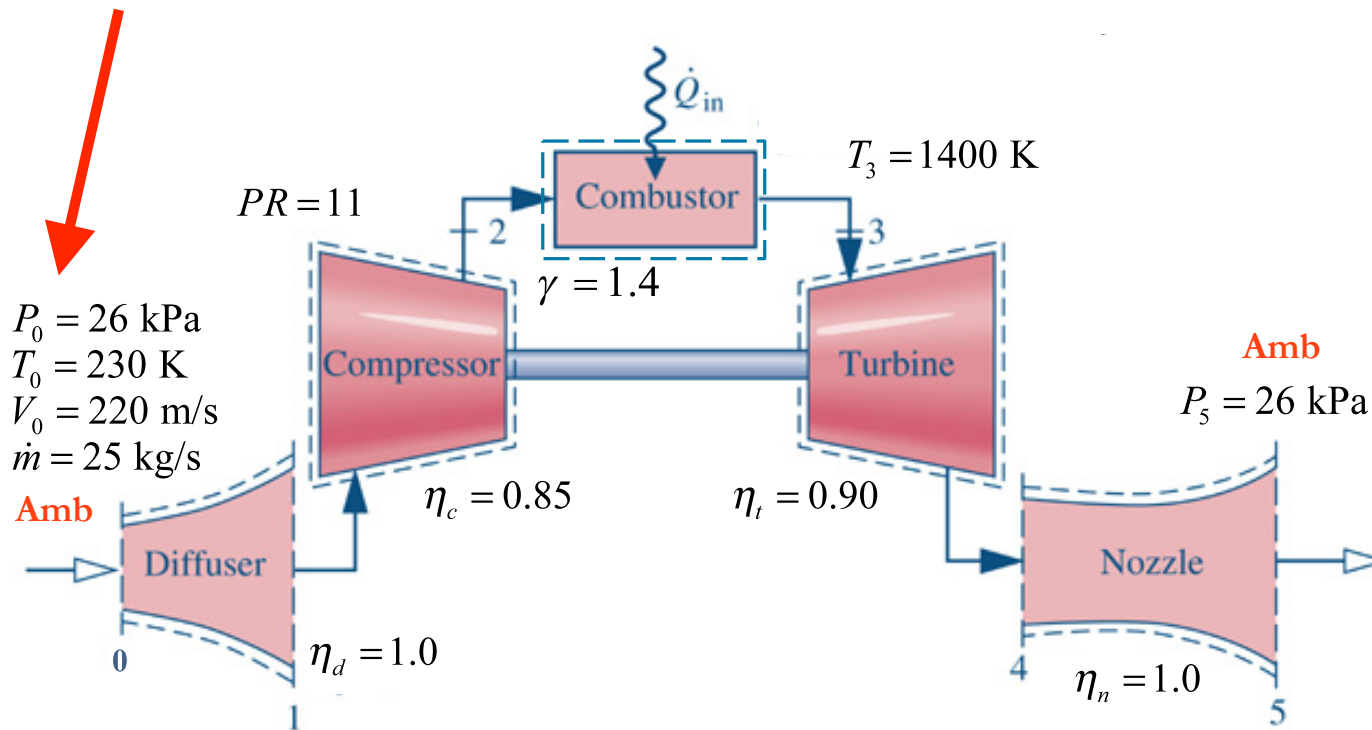 Q̇in
T3 = 1400 K
PR = 11
Combustor
2
3
γ = 1.4
P0 = 26 kPa
T0 = 230 K
V0 = 220 m/s
ṁ = 25 kg/s
Amb
Compressor
Turbine
Amb
P5 = 26 kPa
ηc = 0.85
ηt = 0.90
Diffuser
Nozzle
0
ηd = 1.0
1
4
ηn = 1.0
5